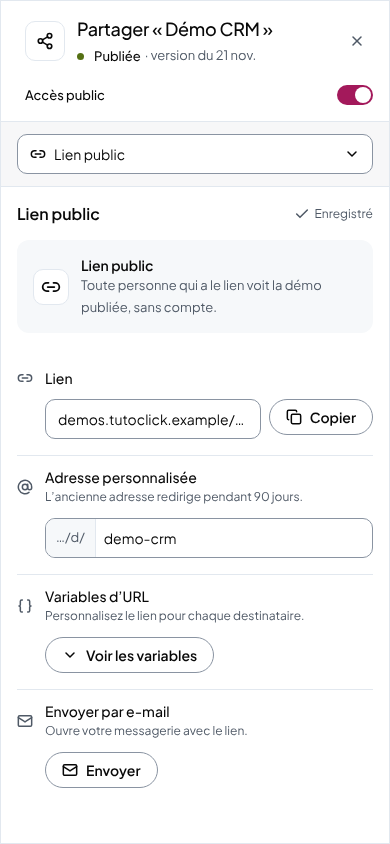 Partager « Démo CRM »
Publiée · version du 21 nov.
Accès public
Lien public
Lien public
Enregistré
Lien public
Toute personne qui a le lien voit la démo
publiée, sans compte.
Lien
demos.tutoclick.example/…
Copier
Adresse personnalisée
L’ancienne adresse redirige pendant 90 jours.
…/d/
demo-crm
Variables d’URL
Personnalisez le lien pour chaque destinataire.
Voir les variables
Envoyer par e-mail
Ouvre votre messagerie avec le lien.
Envoyer